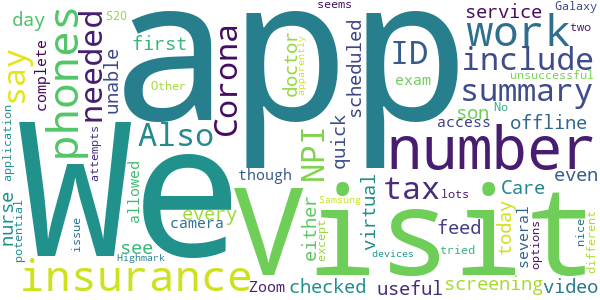 day
S20
seems
Galaxy
app
phones
needed
complete
say
first
Other
apparently
unable
Corona
doctor
ID
exam
scheduled
service
work
two
include
unsuccessful
summary
son
No
offline
access
number
application
attempts
We
Also
quick
NPI
though
virtual
tax
Care
even
nurse
potential
issue
allowed
every
see
camera
Highmark
Visit
either
except
Samsung
lots
feed
tried
today
several
options
nice
different
insurance
Zoom
checked
devices
useful
screening
video